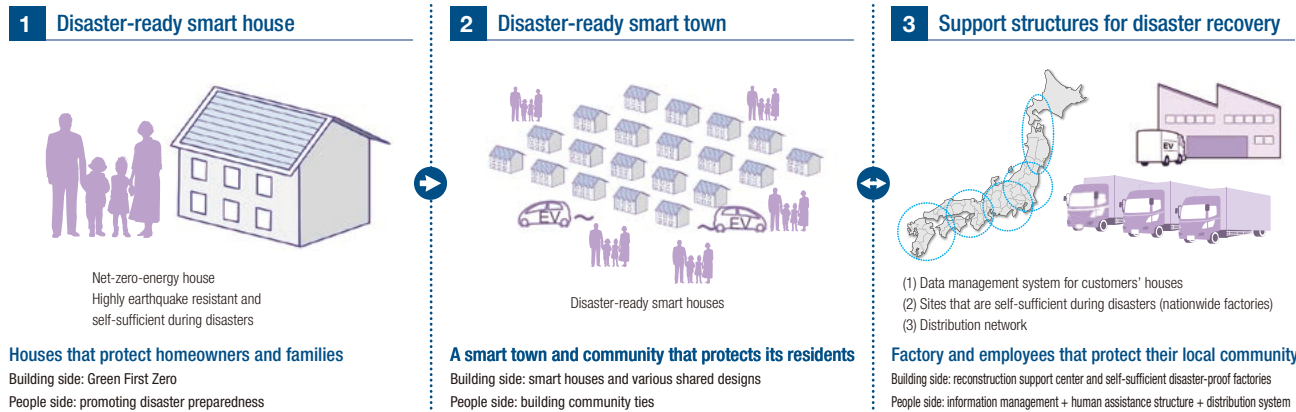 1 Disaster-ready smart house
Net-zero-energy house
Highly earthquake resistant and
self-sufficient during disasters
Houses that protect homeowners and families
Building side: Green First Zero
People side: promoting disaster preparedness
2 Disaster-ready smart town
EV
EV
Disaster-ready smart houses
A smart town and community that protects its residents
Building side: smart houses and various shared designs
People side: building community ties
3 Support structures for disaster recovery
EV
(1) Data management system for customers' houses
(2) Sites that are self-sufficient during disasters (nationwide factories)
(3) Distribution network
Factory and employees that protect their local community
Building side: reconstruction support center and self-sufficient disaster-proof factories
People side: information management + human assistance structure + distribution system